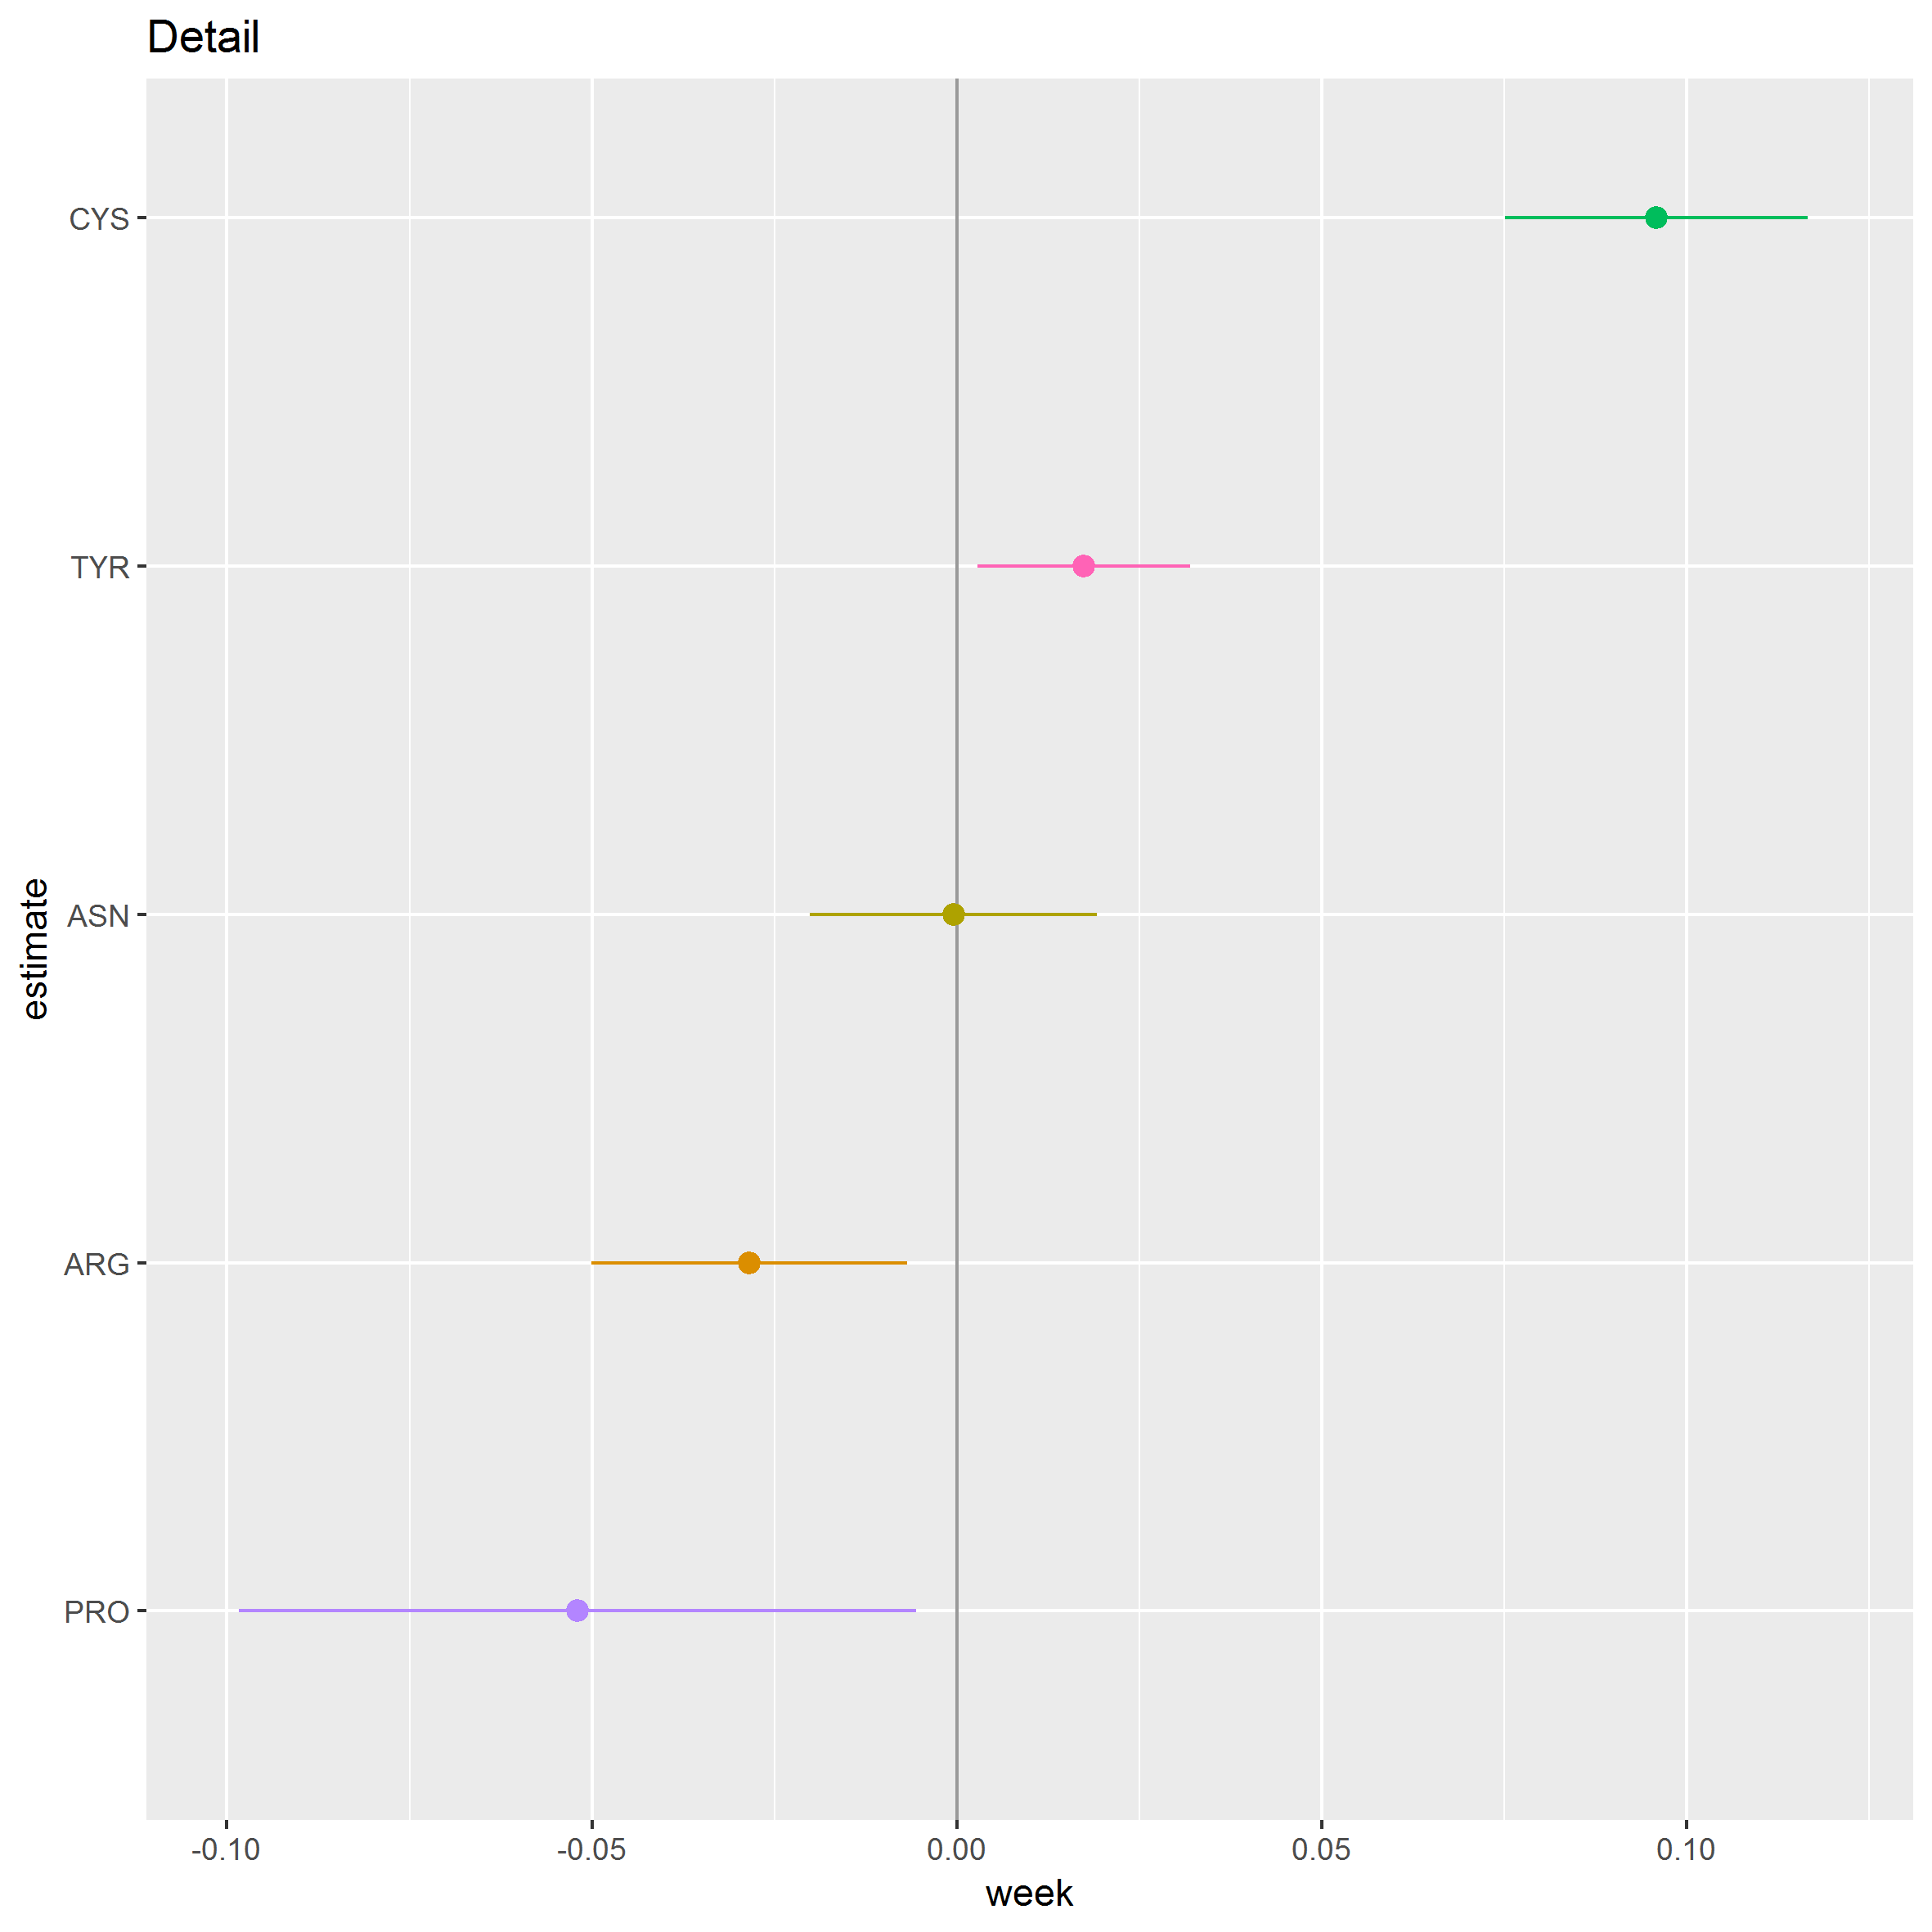 Detail
estimate
CYS
TYR
ASN
ARG
PRO
-0.10 -0.05 0.00 0.05 0.10
week